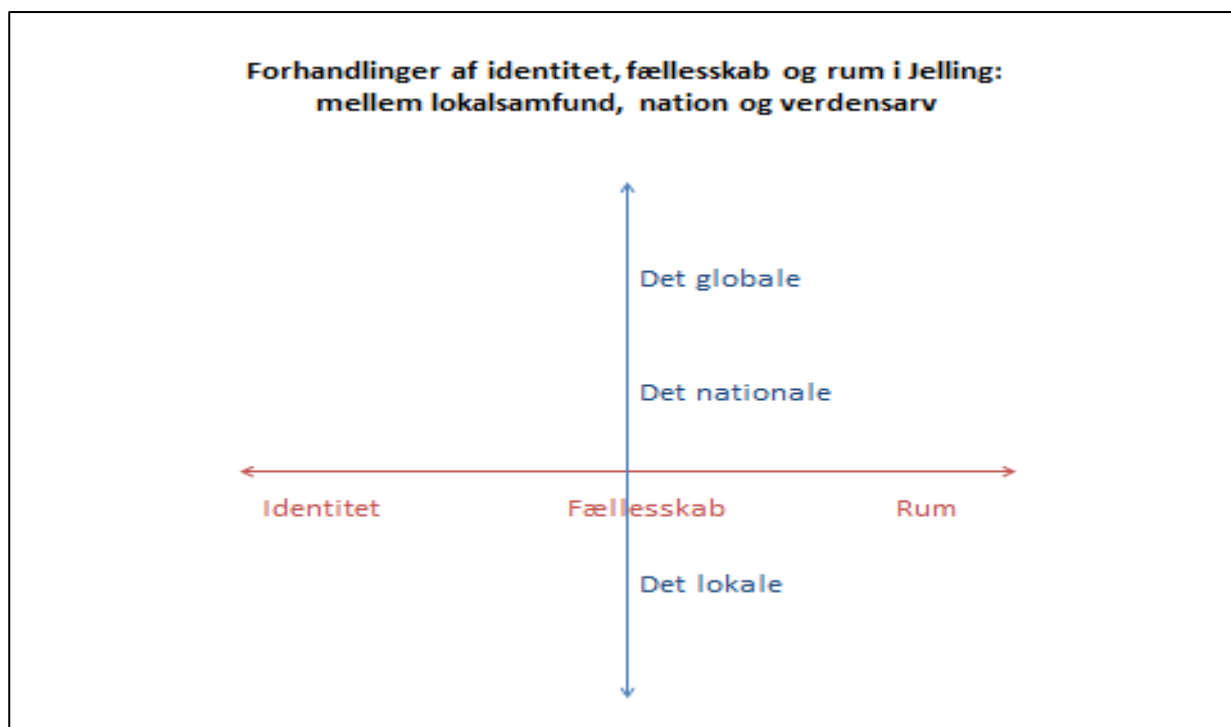 Forhandlinger af identitet, fællesskab og rum i Jelling:
mellem lokalsamfund, nation og verdensarv
Det globale
Det nationale
Identitet Fællesskab Rum
Det lokale